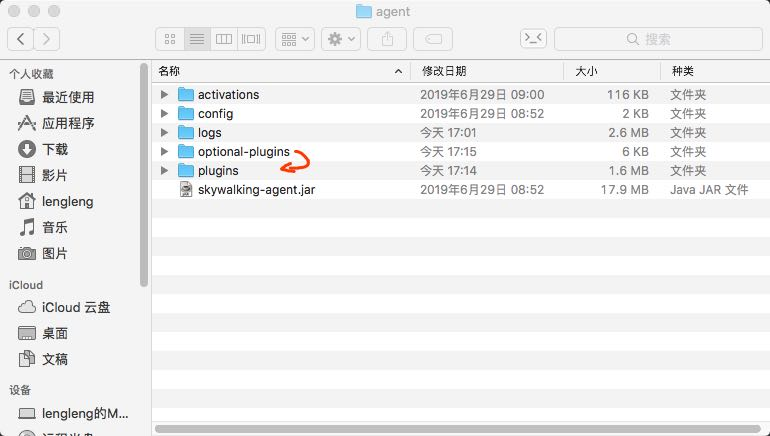 agent
搜索
个人收藏
最近使用
应用程序
下载
影片
lengleng
音乐
图片
iCloud
iCloud 云盘
桌面
文稿
设备
lengleng的M...
名称 修改日期 大小 种类
activations 2019年6月29日 09:00 116 KB 文件夹
config 2019年6月29日 08:52 2 KB 文件夹
logs 今天 17:01 2.6 MB 文件夹
optional-plugins 今天 17:15 6 KB 文件夹
plugins 今天 17:14 1.6 MB 文件夹
skywalking-agent.jar 2019年6月29日 08:52 17.9 MB Java JAR 文件